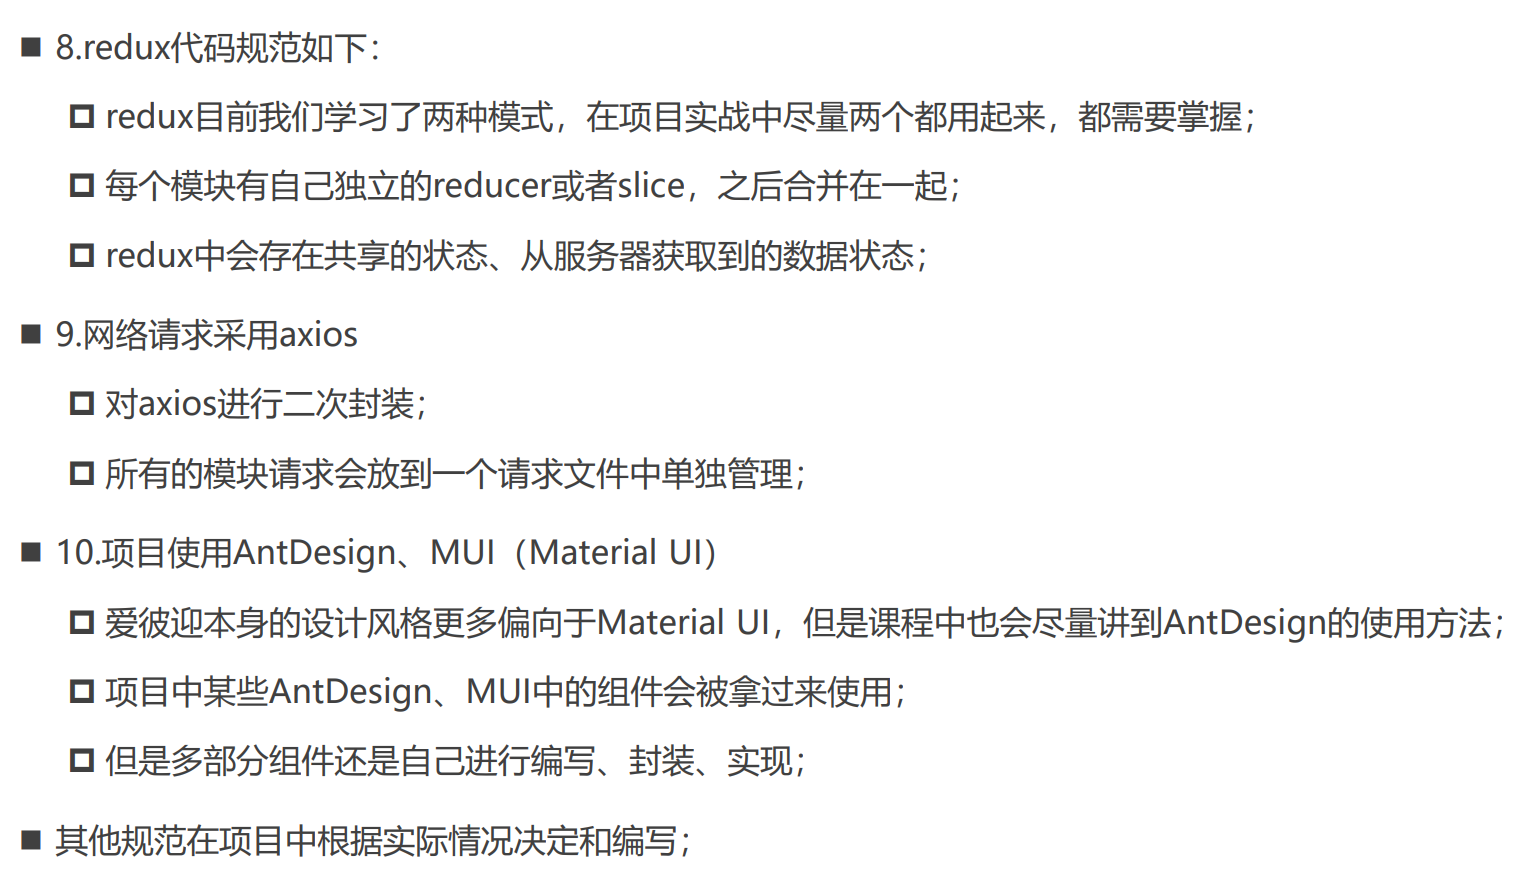 8.redux代码规范如下：
redux目前我们学习了两种模式，在项目实战中尽量两个都用起来，都需要掌握；
每个模块有自己独立的reducer或者slice，之后合并在一起；
redux中会存在共享的状态、从服务器获取到的数据状态；
9.网络请求采用axios
对axios进行二次封装；
所有的模块请求会放到一个请求文件中单独管理；
10.项目使用AntDesign、MUI（Material UI）
爱彼迎本身的设计风格更多偏向于Material UI，但是课程中也会尽量讲到AntDesign的使用方法；
项目中某些AntDesign、MUI中的组件会被拿过来使用；
但是多部分组件还是自己进行编写、封装、实现；
其他规范在项目中根据实际情况决定和编写；